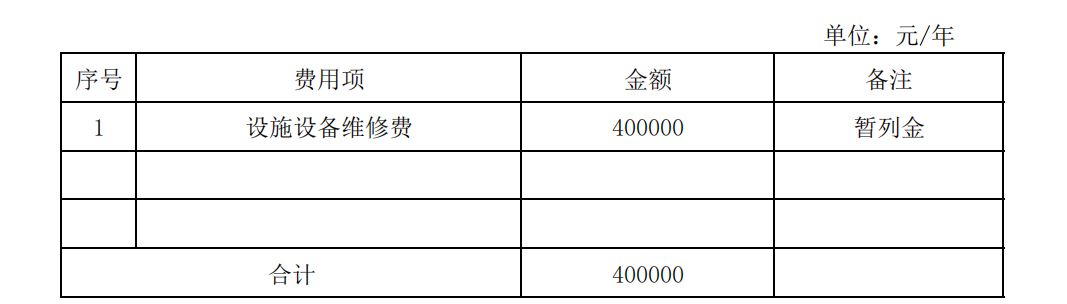 单位：元/年
序号 费用项 金额 备注
1 设施设备维修费 400000 暂列金
合计 400000